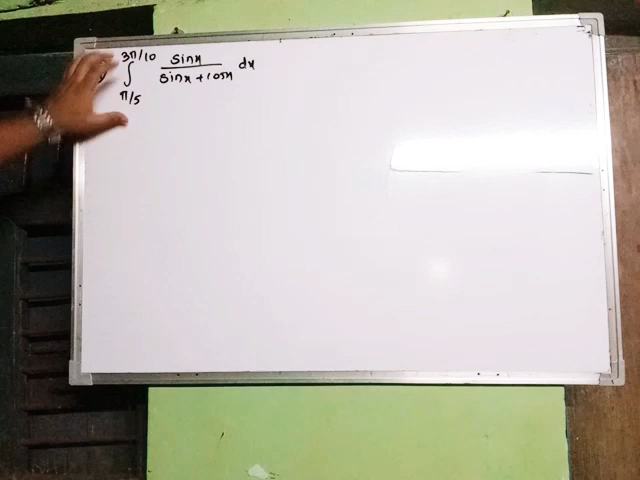 ∫ 3π/10 π/5 sinx / sinx + cosx dx